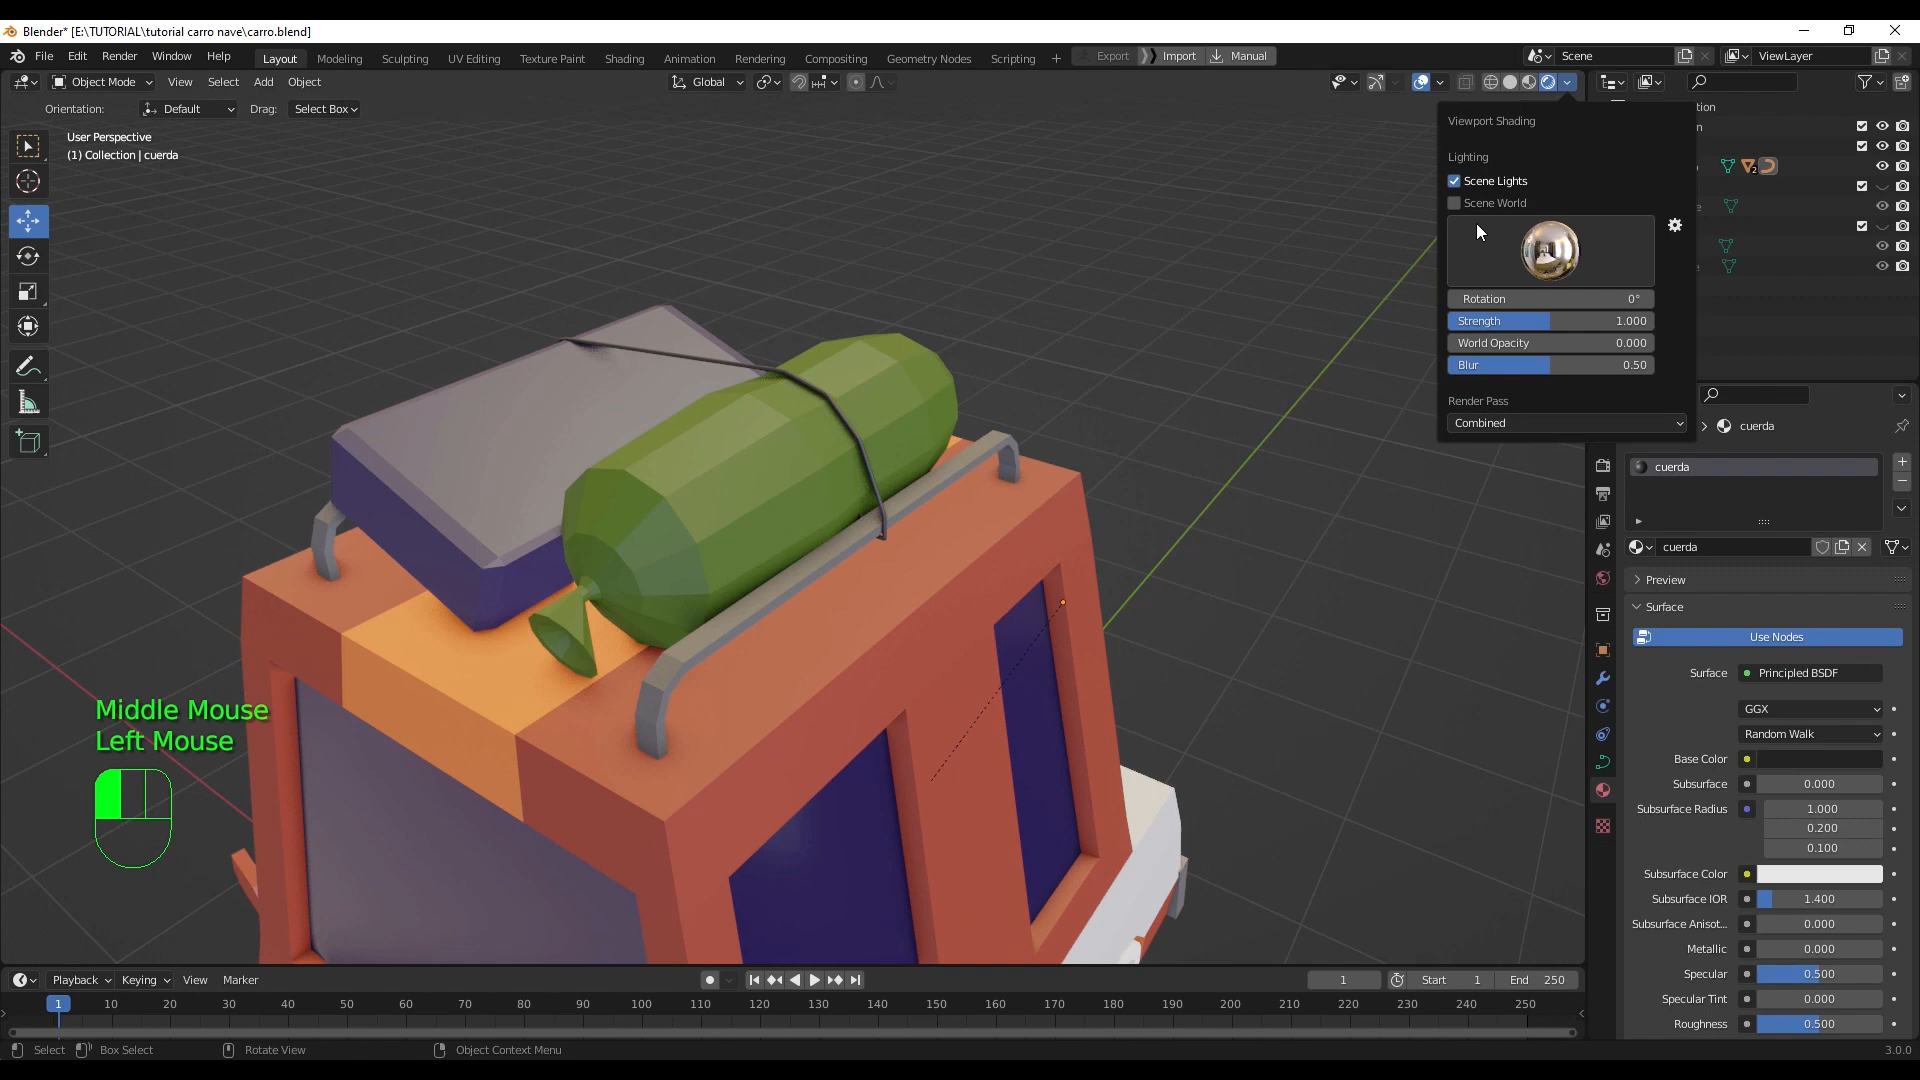 Blender* [E:\TUTORIAL\tutorial carro nave\carro.blend]
File Edit Render Window Help Layout Modeling Sculpting UV Editing Texture Paint Shading Animation Rendering Compositing Geometry Nodes Scripting + Export Import Manual Scene ViewLayer
Object Mode View Select Add Object Global
Orientation: Default Drag: Select Box
User Perspective
(1) Collection | cuerda
Viewport Shading
Lighting
Scene Lights
Scene World
Rotation 0°
Strength 1.000
World Opacity 0.000
Blur 0.50
Render Pass
Combined
tion
n
e
cuerda
cuerda
cuerda
Preview
Surface
Use Nodes
Surface Principled BSDF
GGX
Random Walk
Base Color
Subsurface 0.000
Subsurface Radius 1.000
0.200
0.100
Subsurface Color
Subsurface IOR 1.400
Subsurface Anisot... 0.000
Metallic 0.000
Specular 0.500
Specular Tint 0.000
Roughness 0.500
Middle Mouse
Left Mouse
Playback Keying View Marker 1 Start 1 End 250
1 10 20 30 40 50 60 70 80 90 100 110 120 130 140 150 160 170 180 190 200 210 220 230 240 250
Select Box Select Rotate View Object Context Menu 3.0.0